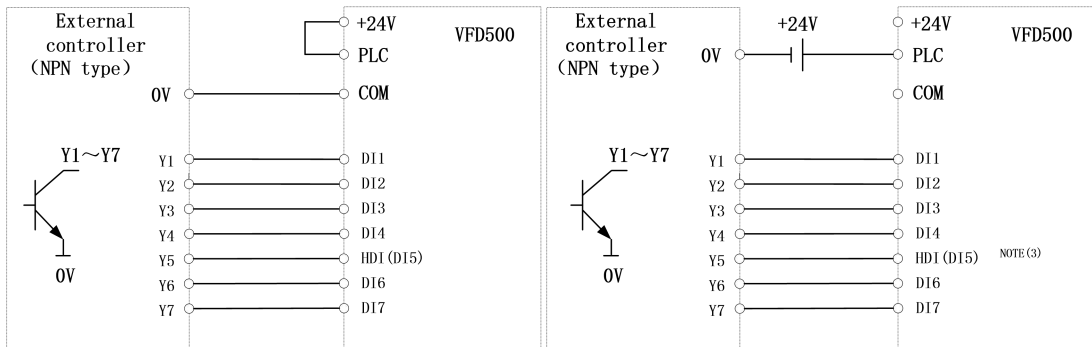 External
controller
(NPN type)
+24V
PLC
VFD500
0V
COM
Y1～Y7
0V
Y1
DI1
Y2
DI2
Y3
DI3
Y4
DI4
Y5
HDI(DI5)
Y6
DI6
Y7
DI7
External
controller
(NPN type)
+24V
+24V
VFD500
0V
PLC
COM
Y1～Y7
0V
Y1
DI1
Y2
DI2
Y3
DI3
Y4
DI4
Y5
HDI(DI5)
NOTE(3)
Y6
DI6
Y7
DI7